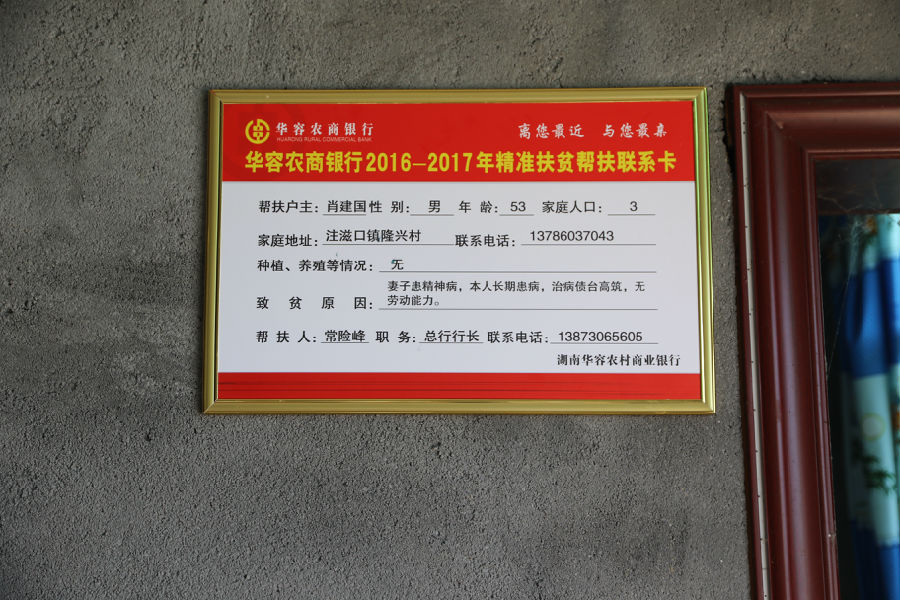 华容农商银行
HUARONG RURAL COMMERCIAL BANK
离您最近 与您最亲
华容农商银行2016-2017年精准扶贫帮扶联系卡
帮扶户主：肖建国 性 别：男 年 龄：53 家庭人口：3
家庭地址：注滋口镇隆兴村 联系电话：13786037043
种植、养殖等情况：无
妻子患精神病，本人长期患病，治病债台高筑，无
致 贫 原 因：劳动能力。
帮 扶 人：常险峰 职 务：总行行长 联系电话：13873065605
湖南华容农村商业银行